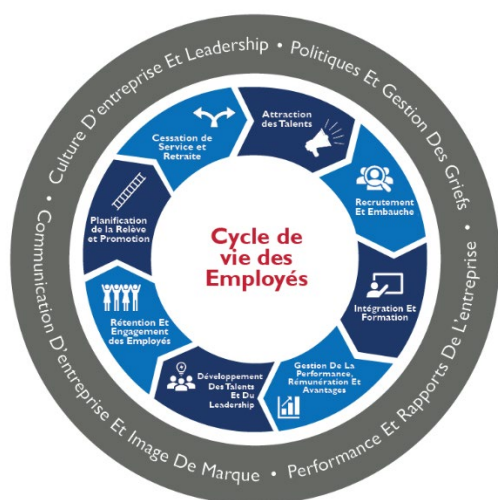 Culture D'entreprise Et Leadership •
Politiques Et Gestion Des Griefs •
Performance Et Rapports De L'entreprise •
Communication D'entreprise Et Image De Marque •
Cycle de
vie des
Employés
Attraction
des Talents
Recrutement
Et Embauche
Intégration Et
Formation
Gestion De La
Performance,
Rémunération Et
Avantages
Développement
Des Talents
Et Du
Leadership
Rétention Et
Engagement
des Employés
Planification
de la Relève
et Promotion
Cessation de
Service et
Retraite